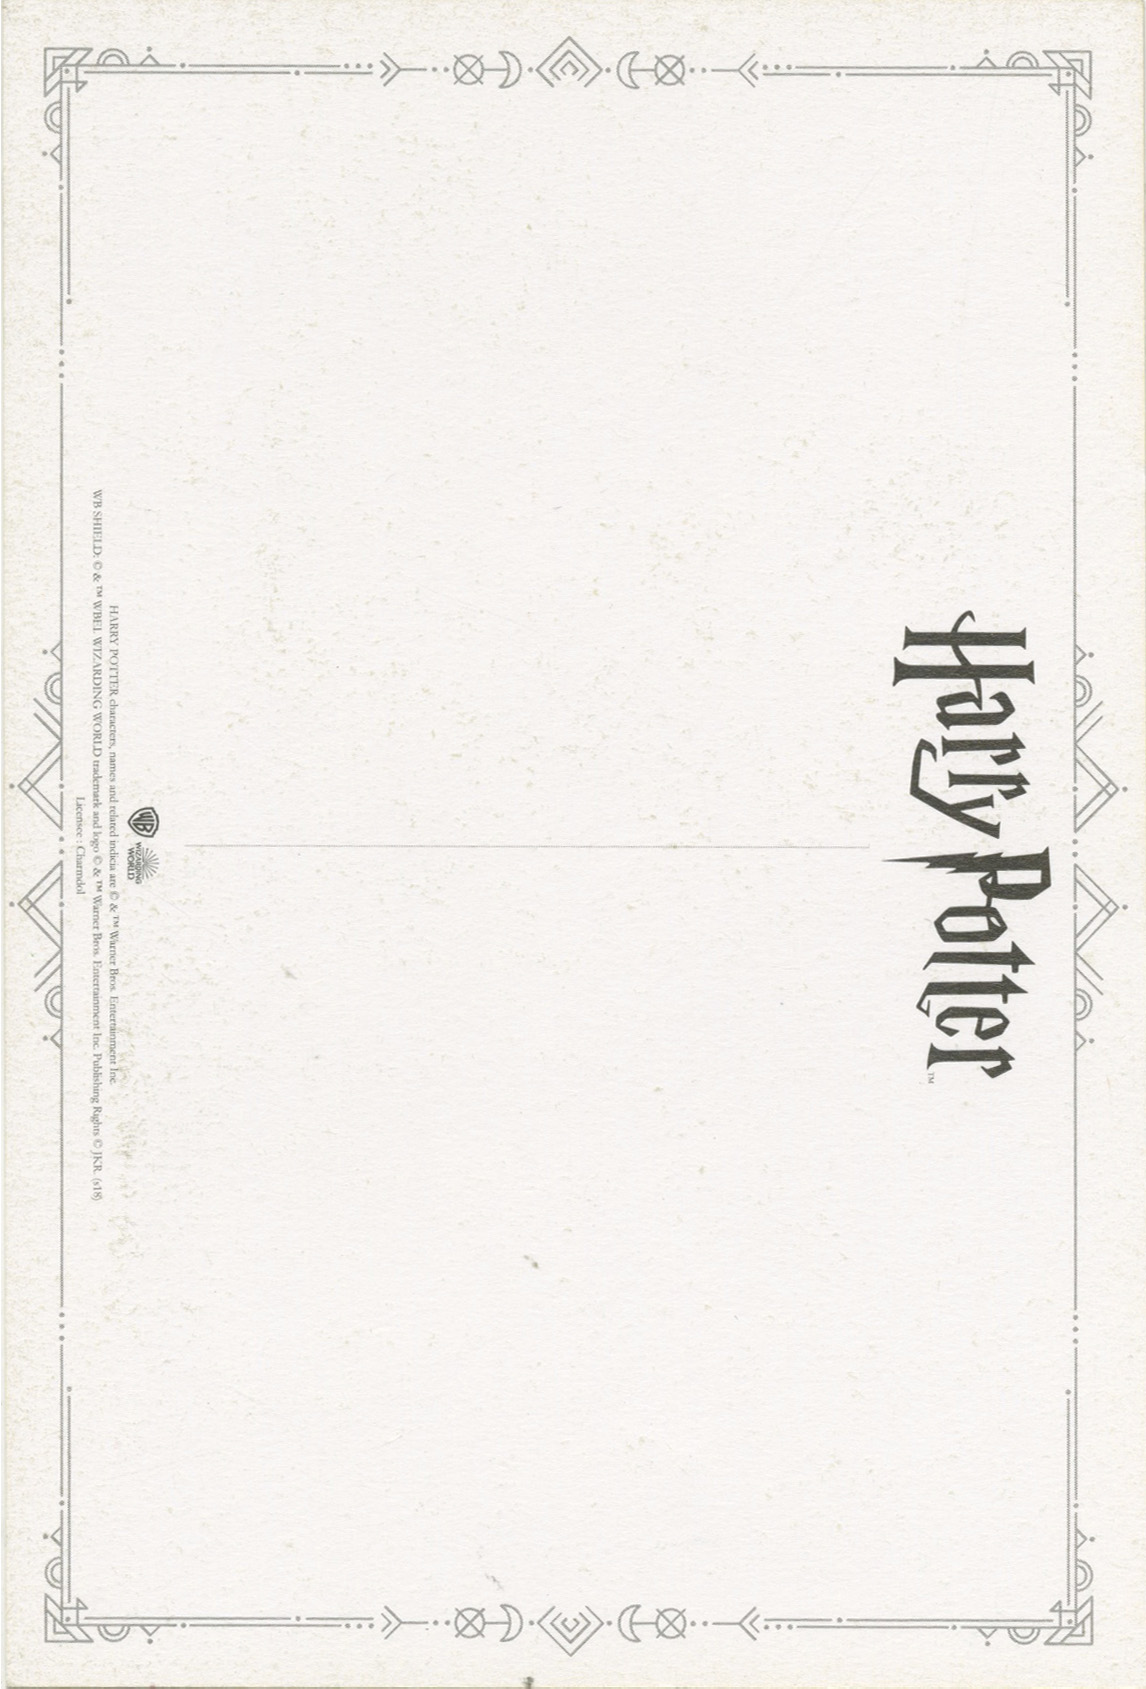 Harry Potter™
WB
WIZARDING
WORLD
HARRY POTTER characters, names and related indicia are © & ™ Warner Bros. Entertainment Inc.
WB SHIELD: © & ™ WBEI. WIZARDING WORLD trademark and logo © & ™ Warner Bros. Entertainment Inc. Publishing Rights © JKR. (s18)
Licensee : Charmdol